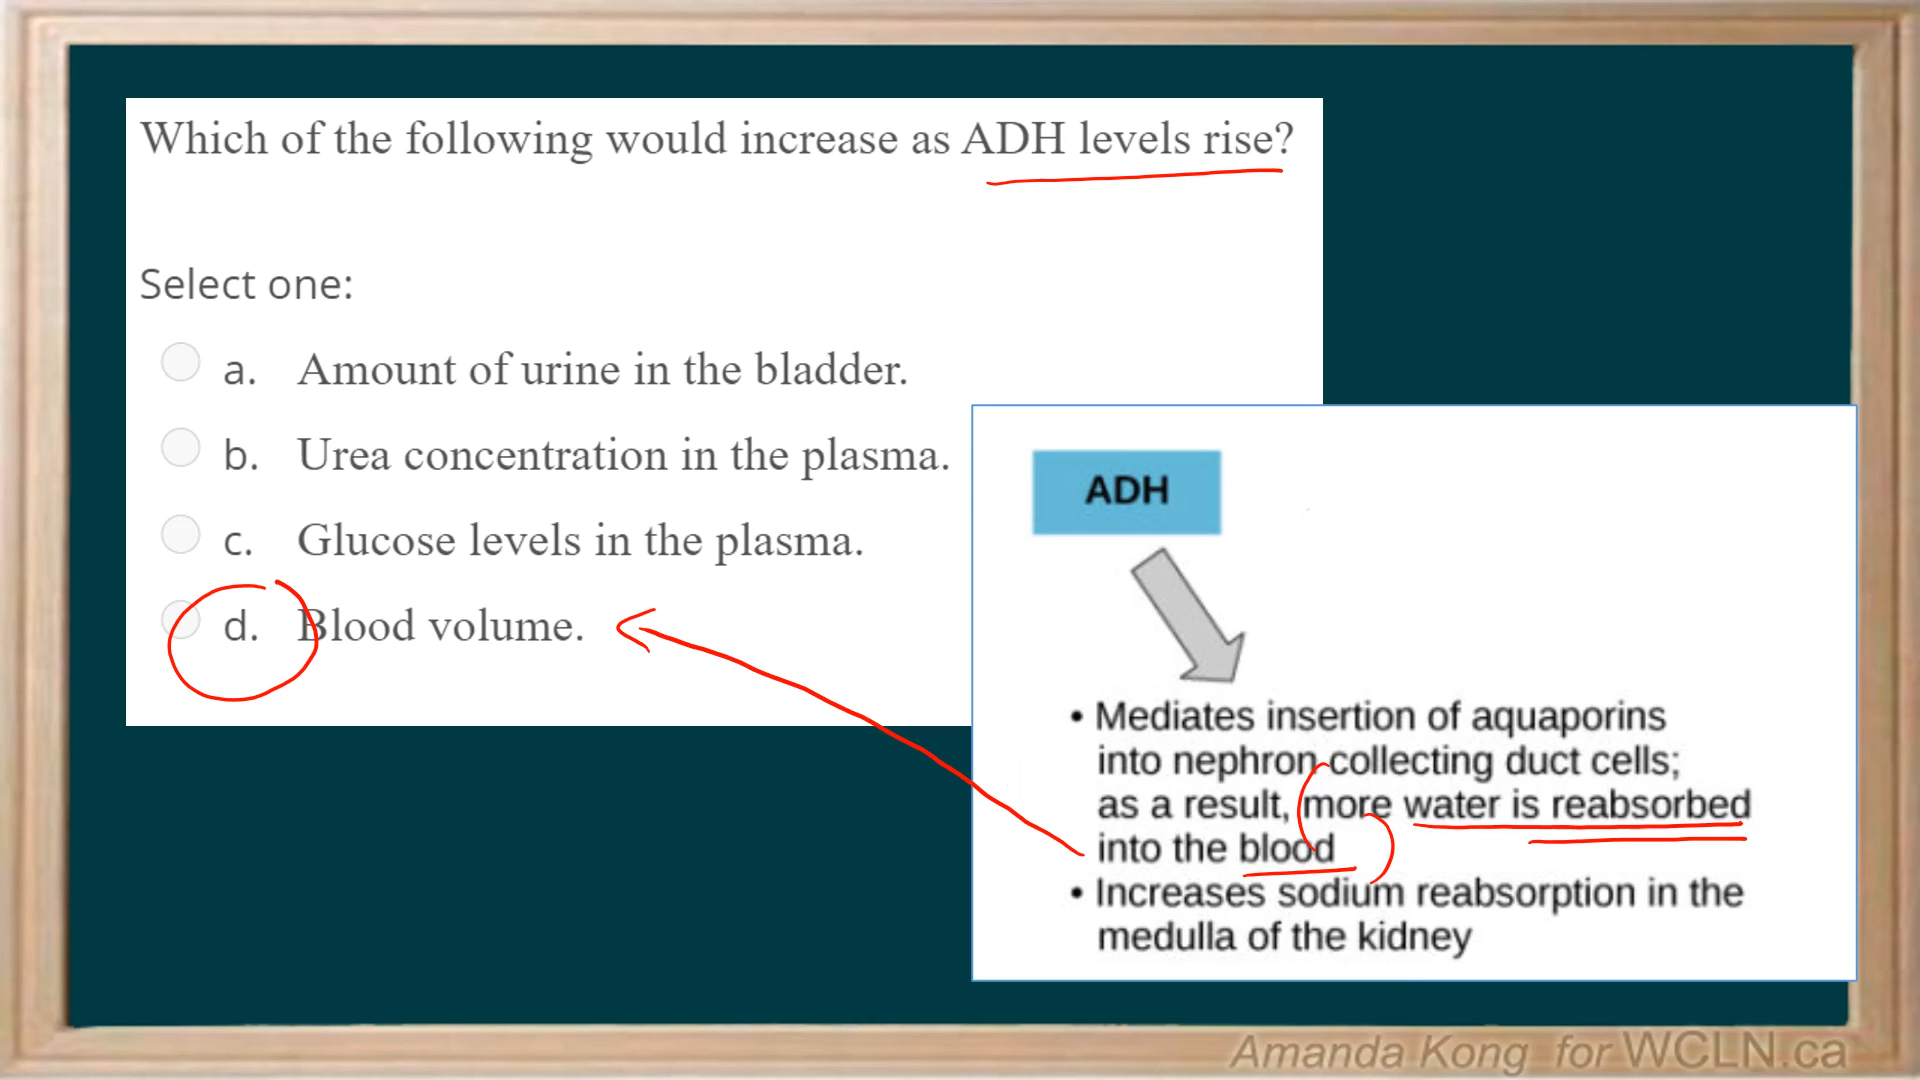 Which of the following would increase as ADH levels rise?
Select one:
a. Amount of urine in the bladder.
b. Urea concentration in the plasma.
c. Glucose levels in the plasma.
d. Blood volume.
ADH
• Mediates insertion of aquaporins
into nephron collecting duct cells;
as a result, more water is reabsorbed
into the blood
• Increases sodium reabsorption in the
medulla of the kidney
Amanda Kong for WCLN.ca